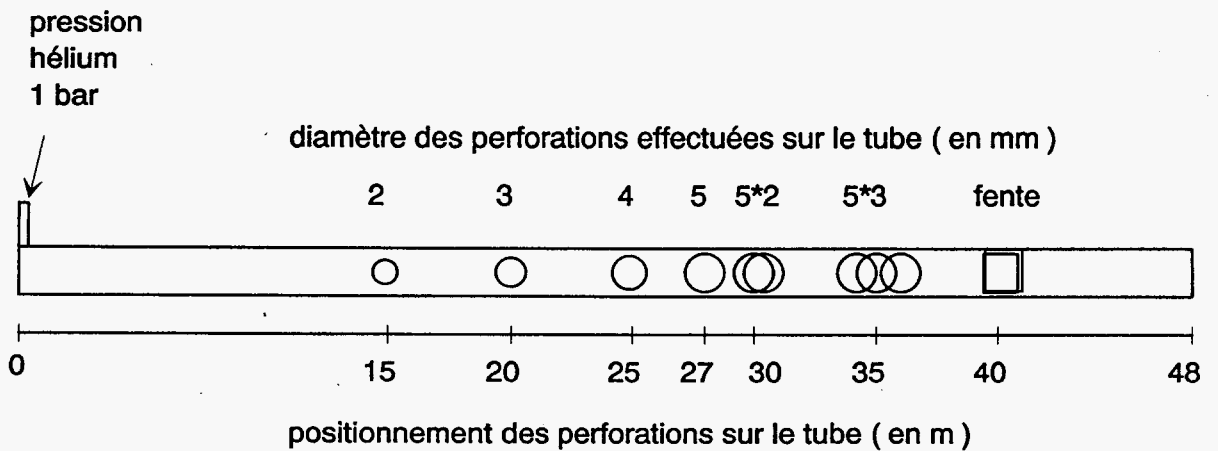 pression
hélium
1 bar
diamètre des perforations effectuées sur le tube ( en mm )
2 3 4 5 5*2 5*3 fente
0 15 20 25 27 30 35 40 48
positionnement des perforations sur le tube ( en m )